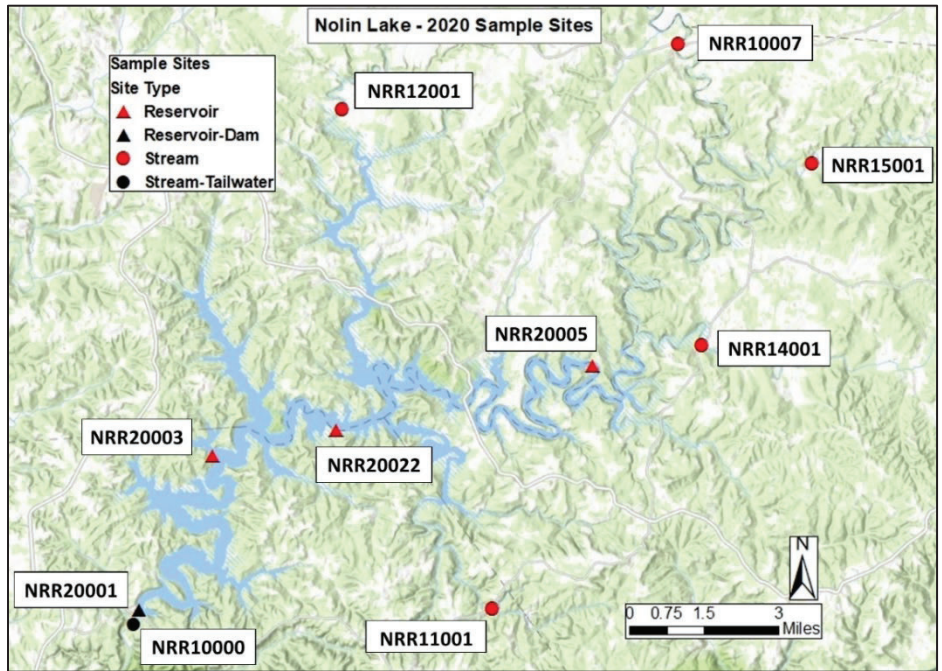 Nolin Lake - 2020 Sample Sites
Sample Sites
Site Type
Reservoir
Reservoir-Dam
Stream
Stream-Tailwater
NRR10007
NRR12001
NRR15001
NRR20005
NRR14001
NRR20003
NRR20022
NRR20001
NRR10000
NRR11001
N
0 0.75 1.5 3
Miles